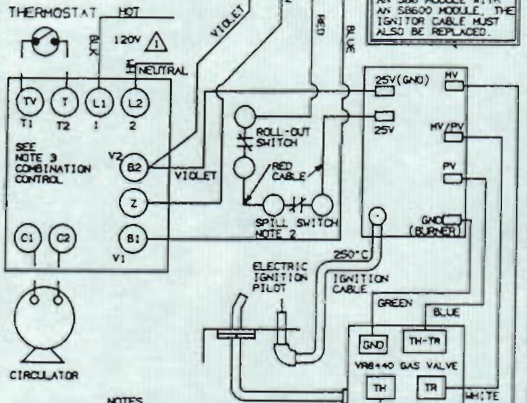 THERMOSTAT
HOT
BLK
120V
1
NEUTRAL
VIOLET
RED
BLUE
AN S86 MODULE WITH
AN S8600 MODULE, THE
IGNITOR CABLE MUST
ALSO BE REPLACED.
TV
T
L1
L2
T1
T2
1
2
SEE
NOTE 3
COMBINATION
CONTROL
V2
B2
VIOLET
Z
B1
V1
C1
C2
CIRCULATOR
ROLL-OUT
SWITCH
RED
CABLE
SPILL SWITCH
NOTE 2
25V(GND)
25V
MV
MV/PV
PV
GND
(BURNER)
250°C
ELECTRIC
IGNITION
PILOT
IGNITION
CABLE
GREEN
BLUE
GND
TH-TR
VR8440 GAS VALVE
TH
TR
WHITE
NOTES